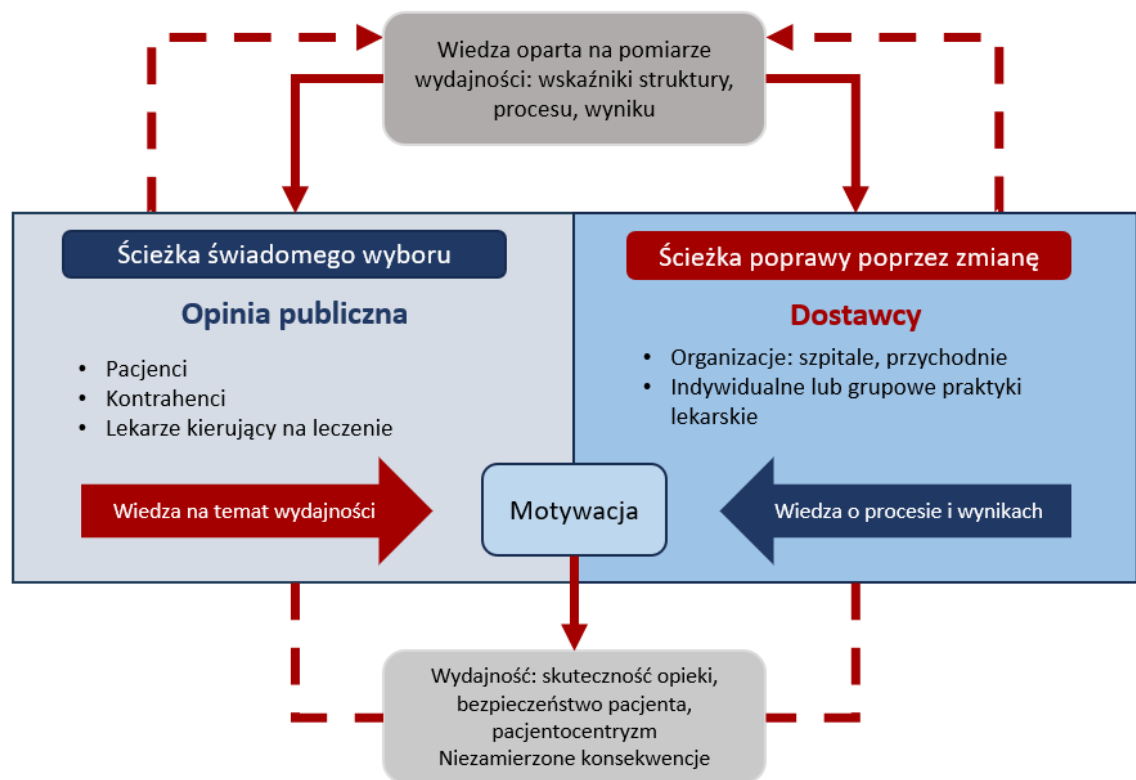 Wiedza oparta na pomiarze
wydajności: wskaźniki struktury,
procesu, wyniku
Ścieżka świadomego wyboru
Opinia publiczna
• Pacjenci
• Kontrahenci
• Lekarze kierujący na leczenie
Wiedza na temat wydajności
Ścieżka poprawy poprzez zmianę
Dostawcy
• Organizacje: szpitale, przychodnie
• Indywidualne lub grupowe praktyki
lekarskie
Wiedza o procesie i wynikach
Motywacja
Wydajność: skuteczność opieki,
bezpieczeństwo pacjenta,
pacjentocentryzm
Niezamierzone konsekwencje